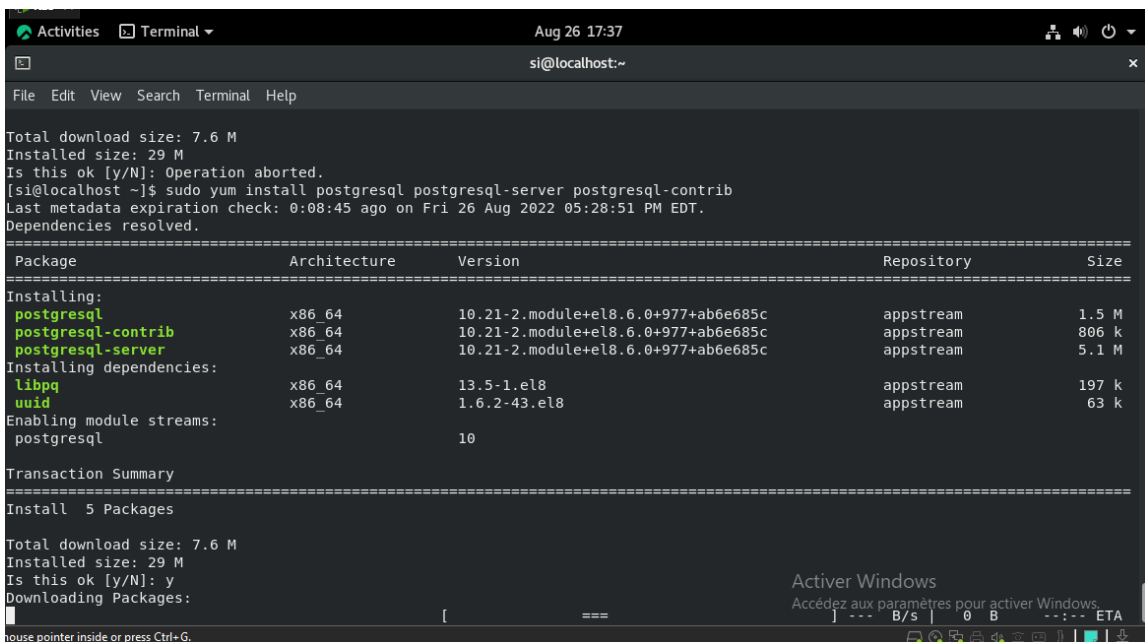 Activities Terminal Aug 26 17:37
si@localhost:~ ×
File Edit View Search Terminal Help
Total download size: 7.6 M
Installed size: 29 M
Is this ok [y/N]: Operation aborted.
[si@localhost ~]$ sudo yum install postgresql postgresql-server postgresql-contrib
Last metadata expiration check: 0:08:45 ago on Fri 26 Aug 2022 05:28:51 PM EDT.
Dependencies resolved.
================================================================================
Package Architecture Version Repository Size
================================================================================
Installing:
postgresql x86_64 10.21-2.module+el8.6.0+977+ab6e685c appstream 1.5 M
postgresql-contrib x86_64 10.21-2.module+el8.6.0+977+ab6e685c appstream 806 k
postgresql-server x86_64 10.21-2.module+el8.6.0+977+ab6e685c appstream 5.1 M
Installing dependencies:
libpq x86_64 13.5-1.el8 appstream 197 k
uuid x86_64 1.6.2-43.el8 appstream 63 k
Enabling module streams:
postgresql 10
Transaction Summary
================================================================================
Install 5 Packages
Total download size: 7.6 M
Installed size: 29 M
Is this ok [y/N]: y
Downloading Packages:
[ === ] --- B/s | 0 B --:-- ETA
Activer Windows
Accédez aux paramètres pour activer Windows.
mouse pointer inside or press Ctrl+G.